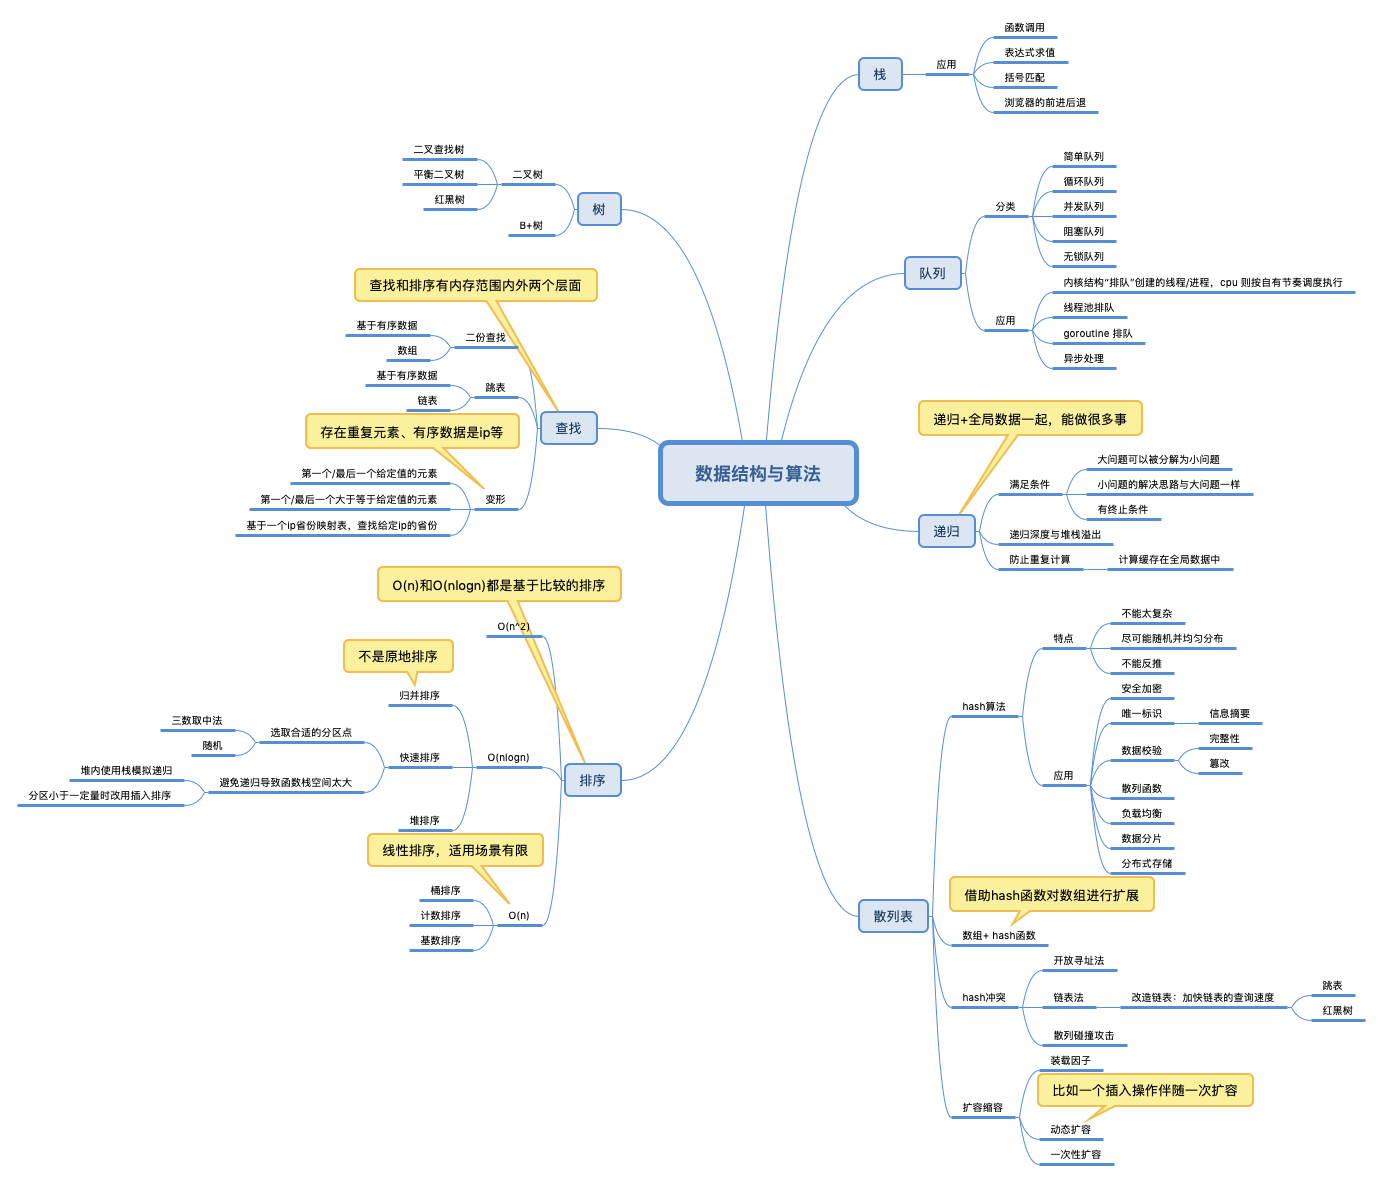 数据结构与算法
栈
应用
函数调用
表达式求值
括号匹配
浏览器的前进后退
队列
分类
简单队列
循环队列
并发队列
阻塞队列
无锁队列
应用
内核结构“排队”创建的线程/进程，cpu 则按自有节奏调度执行
线程池排队
goroutine 排队
异步处理
递归+全局数据一起，能做很多事
递归
满足条件
大问题可以被分解为小问题
小问题的解决思路与大问题一样
有终止条件
递归深度与堆栈溢出
防止重复计算
计算缓存在全局数据中
散列表
hash算法
特点
不能太复杂
尽可能随机并均匀分布
不能反推
应用
安全加密
唯一标识
信息摘要
数据校验
完整性
篡改
散列函数
负载均衡
数据分片
分布式存储
借助hash函数对数组进行扩展
数组+ hash函数
hash冲突
开放寻址法
链表法
改造链表：加快链表的查询速度
跳表
红黑树
散列碰撞攻击
扩容缩容
装载因子
比如一个插入操作伴随一次扩容
动态扩容
一次性扩容
树
二叉树
二叉查找树
平衡二叉树
红黑树
B+树
查找和排序有内存范围内外两个层面
查找
二份查找
基于有序数据
数组
跳表
基于有序数据
链表
存在重复元素、有序数据是ip等
变形
第一个/最后一个给定值的元素
第一个/最后一个大于等于给定值的元素
基于一个ip省份映射表，查找给定ip的省份
O(n)和O(nlogn)都是基于比较的排序
排序
O(n^2)
O(nlogn)
不是原地排序
归并排序
快速排序
选取合适的分区点
三数取中法
随机
避免递归导致函数栈空间太大
堆内使用栈模拟递归
分区小于一定量时改用插入排序
堆排序
线性排序，适用场景有限
O(n)
桶排序
计数排序
基数排序